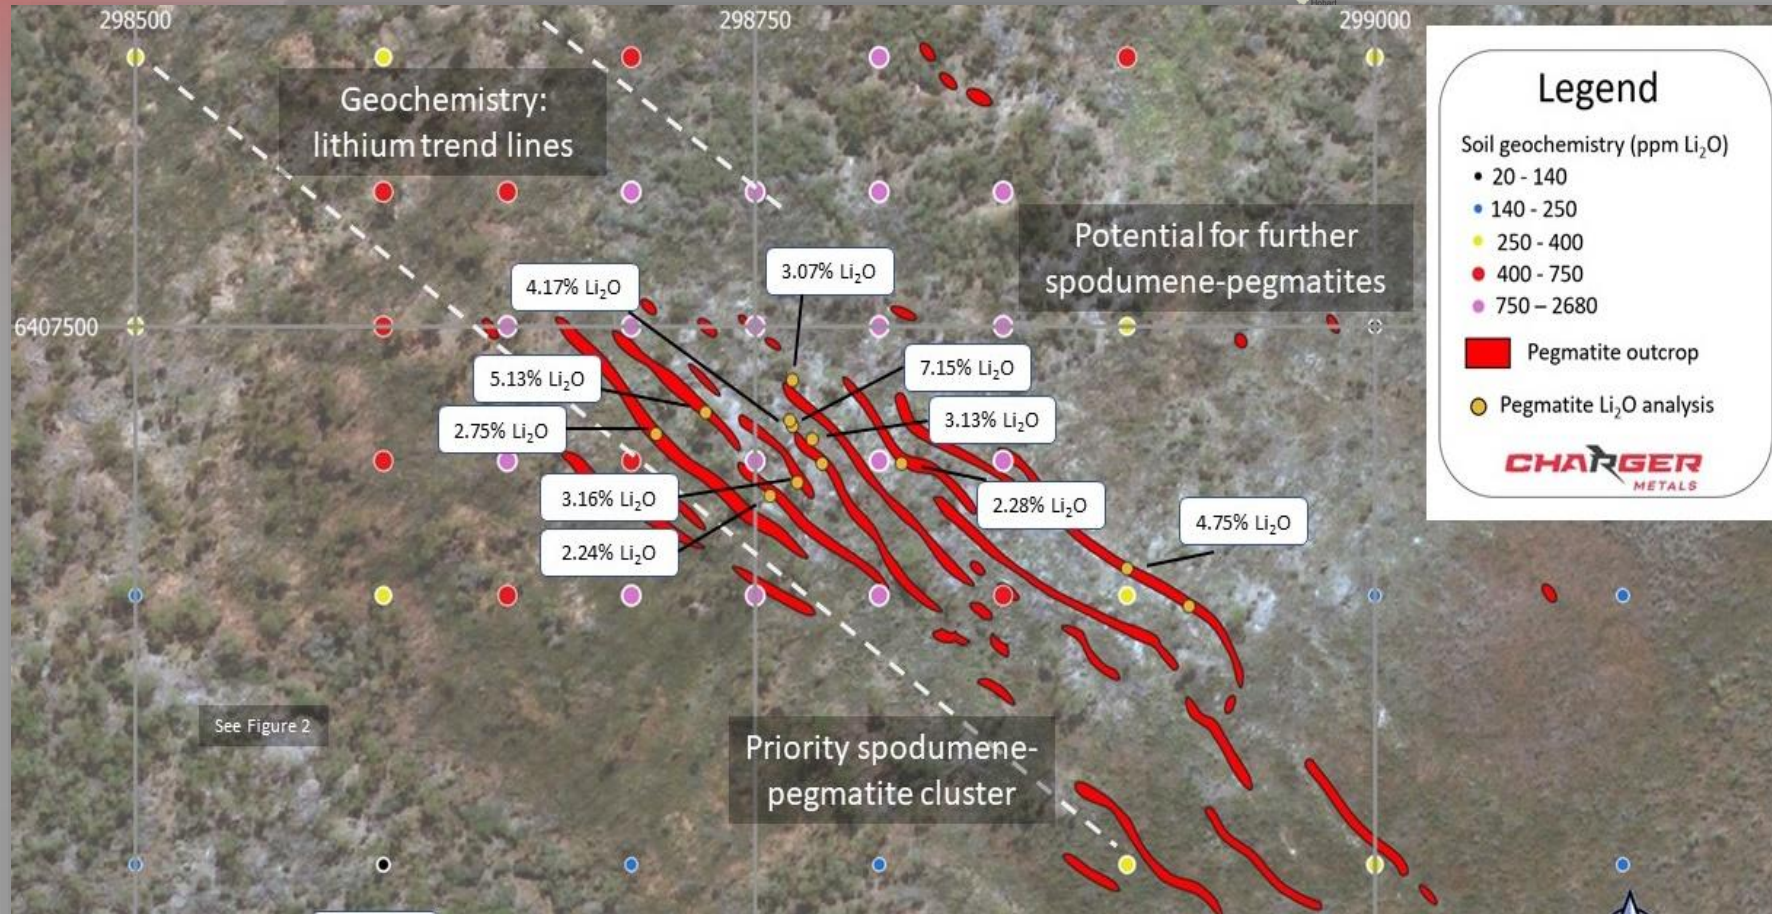 298500
298750
299000
Geochemistry:
lithium trend lines
Potential for further
spodumene-pegmatites
6407500
4.17% Li₂O
3.07% Li₂O
5.13% Li₂O
7.15% Li₂O
2.75% Li₂O
3.13% Li₂O
3.16% Li₂O
2.28% Li₂O
2.24% Li₂O
4.75% Li₂O
See Figure 2
Priority spodumene-
pegmatite cluster
Legend
Soil geochemistry (ppm Li₂O)
20 - 140
140 - 250
250 - 400
400 - 750
750 – 2680
Pegmatite outcrop
Pegmatite Li₂O analysis
CHARGER
METALS